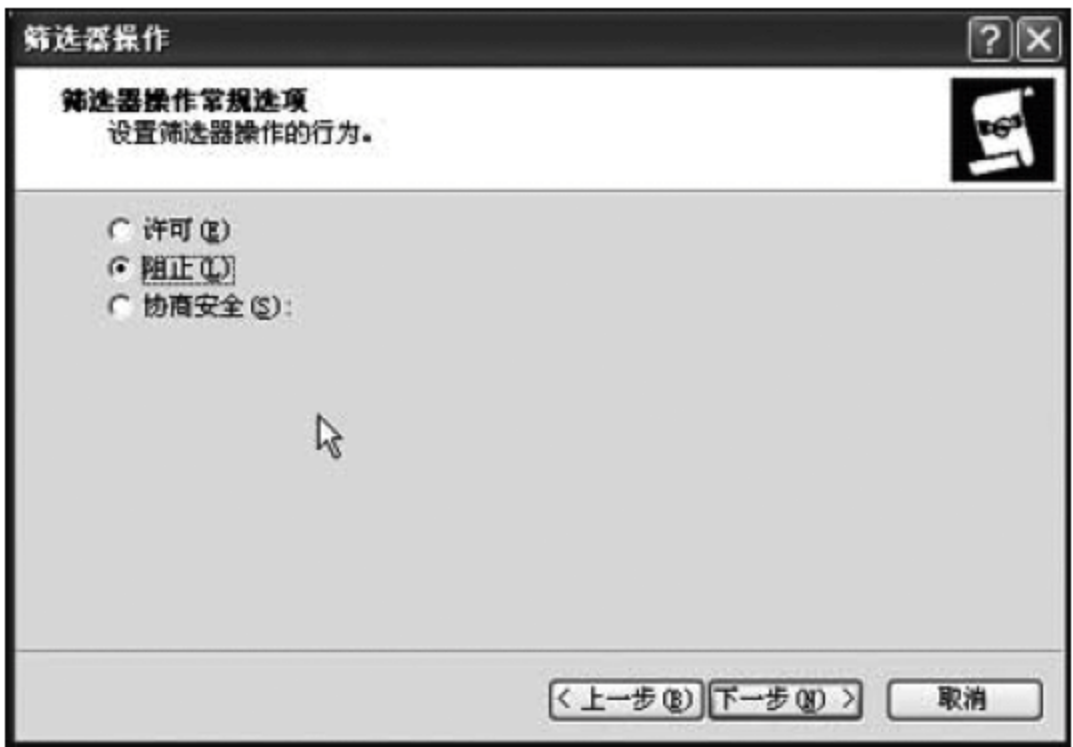 筛选器操作
筛选器操作常规选项
设置筛选器操作的行为。
许可(E)
阻止(L)
协商安全(S):
< 上一步(B) 下一步(N) > 取消